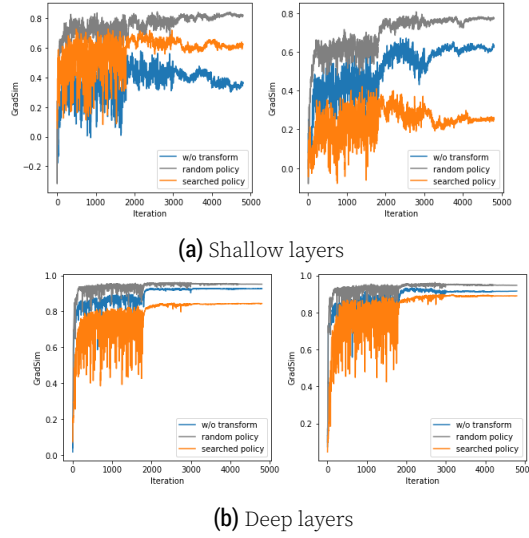 0.8
0.6
0.4
0.2
0.0
−0.2
GradSim
0 1000 2000 3000 4000 5000
Iteration
w/o transform
random policy
searched policy
0.8
0.6
0.4
0.2
0.0
GradSim
0 1000 2000 3000 4000 5000
Iteration
w/o transform
random policy
searched policy
(a) Shallow layers
1.0
0.8
0.6
0.4
0.2
0.0
GradSim
0 1000 2000 3000 4000 5000
Iteration
w/o transform
random policy
searched policy
1.0
0.8
0.6
0.4
0.2
GradSim
0 1000 2000 3000 4000 500
Iteration
w/o transform
random policy
searched policy
(b) Deep layers